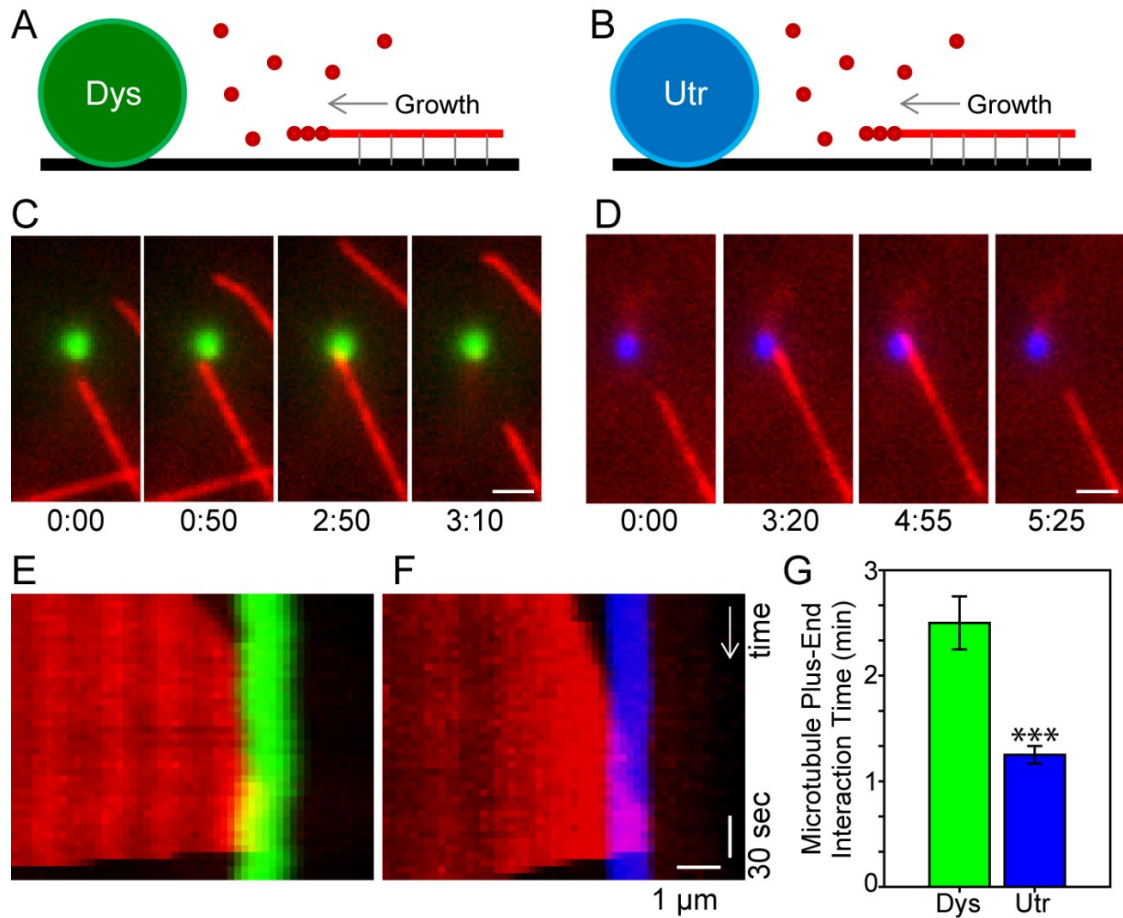 A
Dys
Growth
B
Utr
Growth
C
0:00
0:50
2:50
3:10
D
0:00
3:20
4:55
5:25
E
F
time
30 sec
1 µm
G
Microtubule Plus-End
Interaction Time (min)
3
2
1
0
***
Dys
Utr